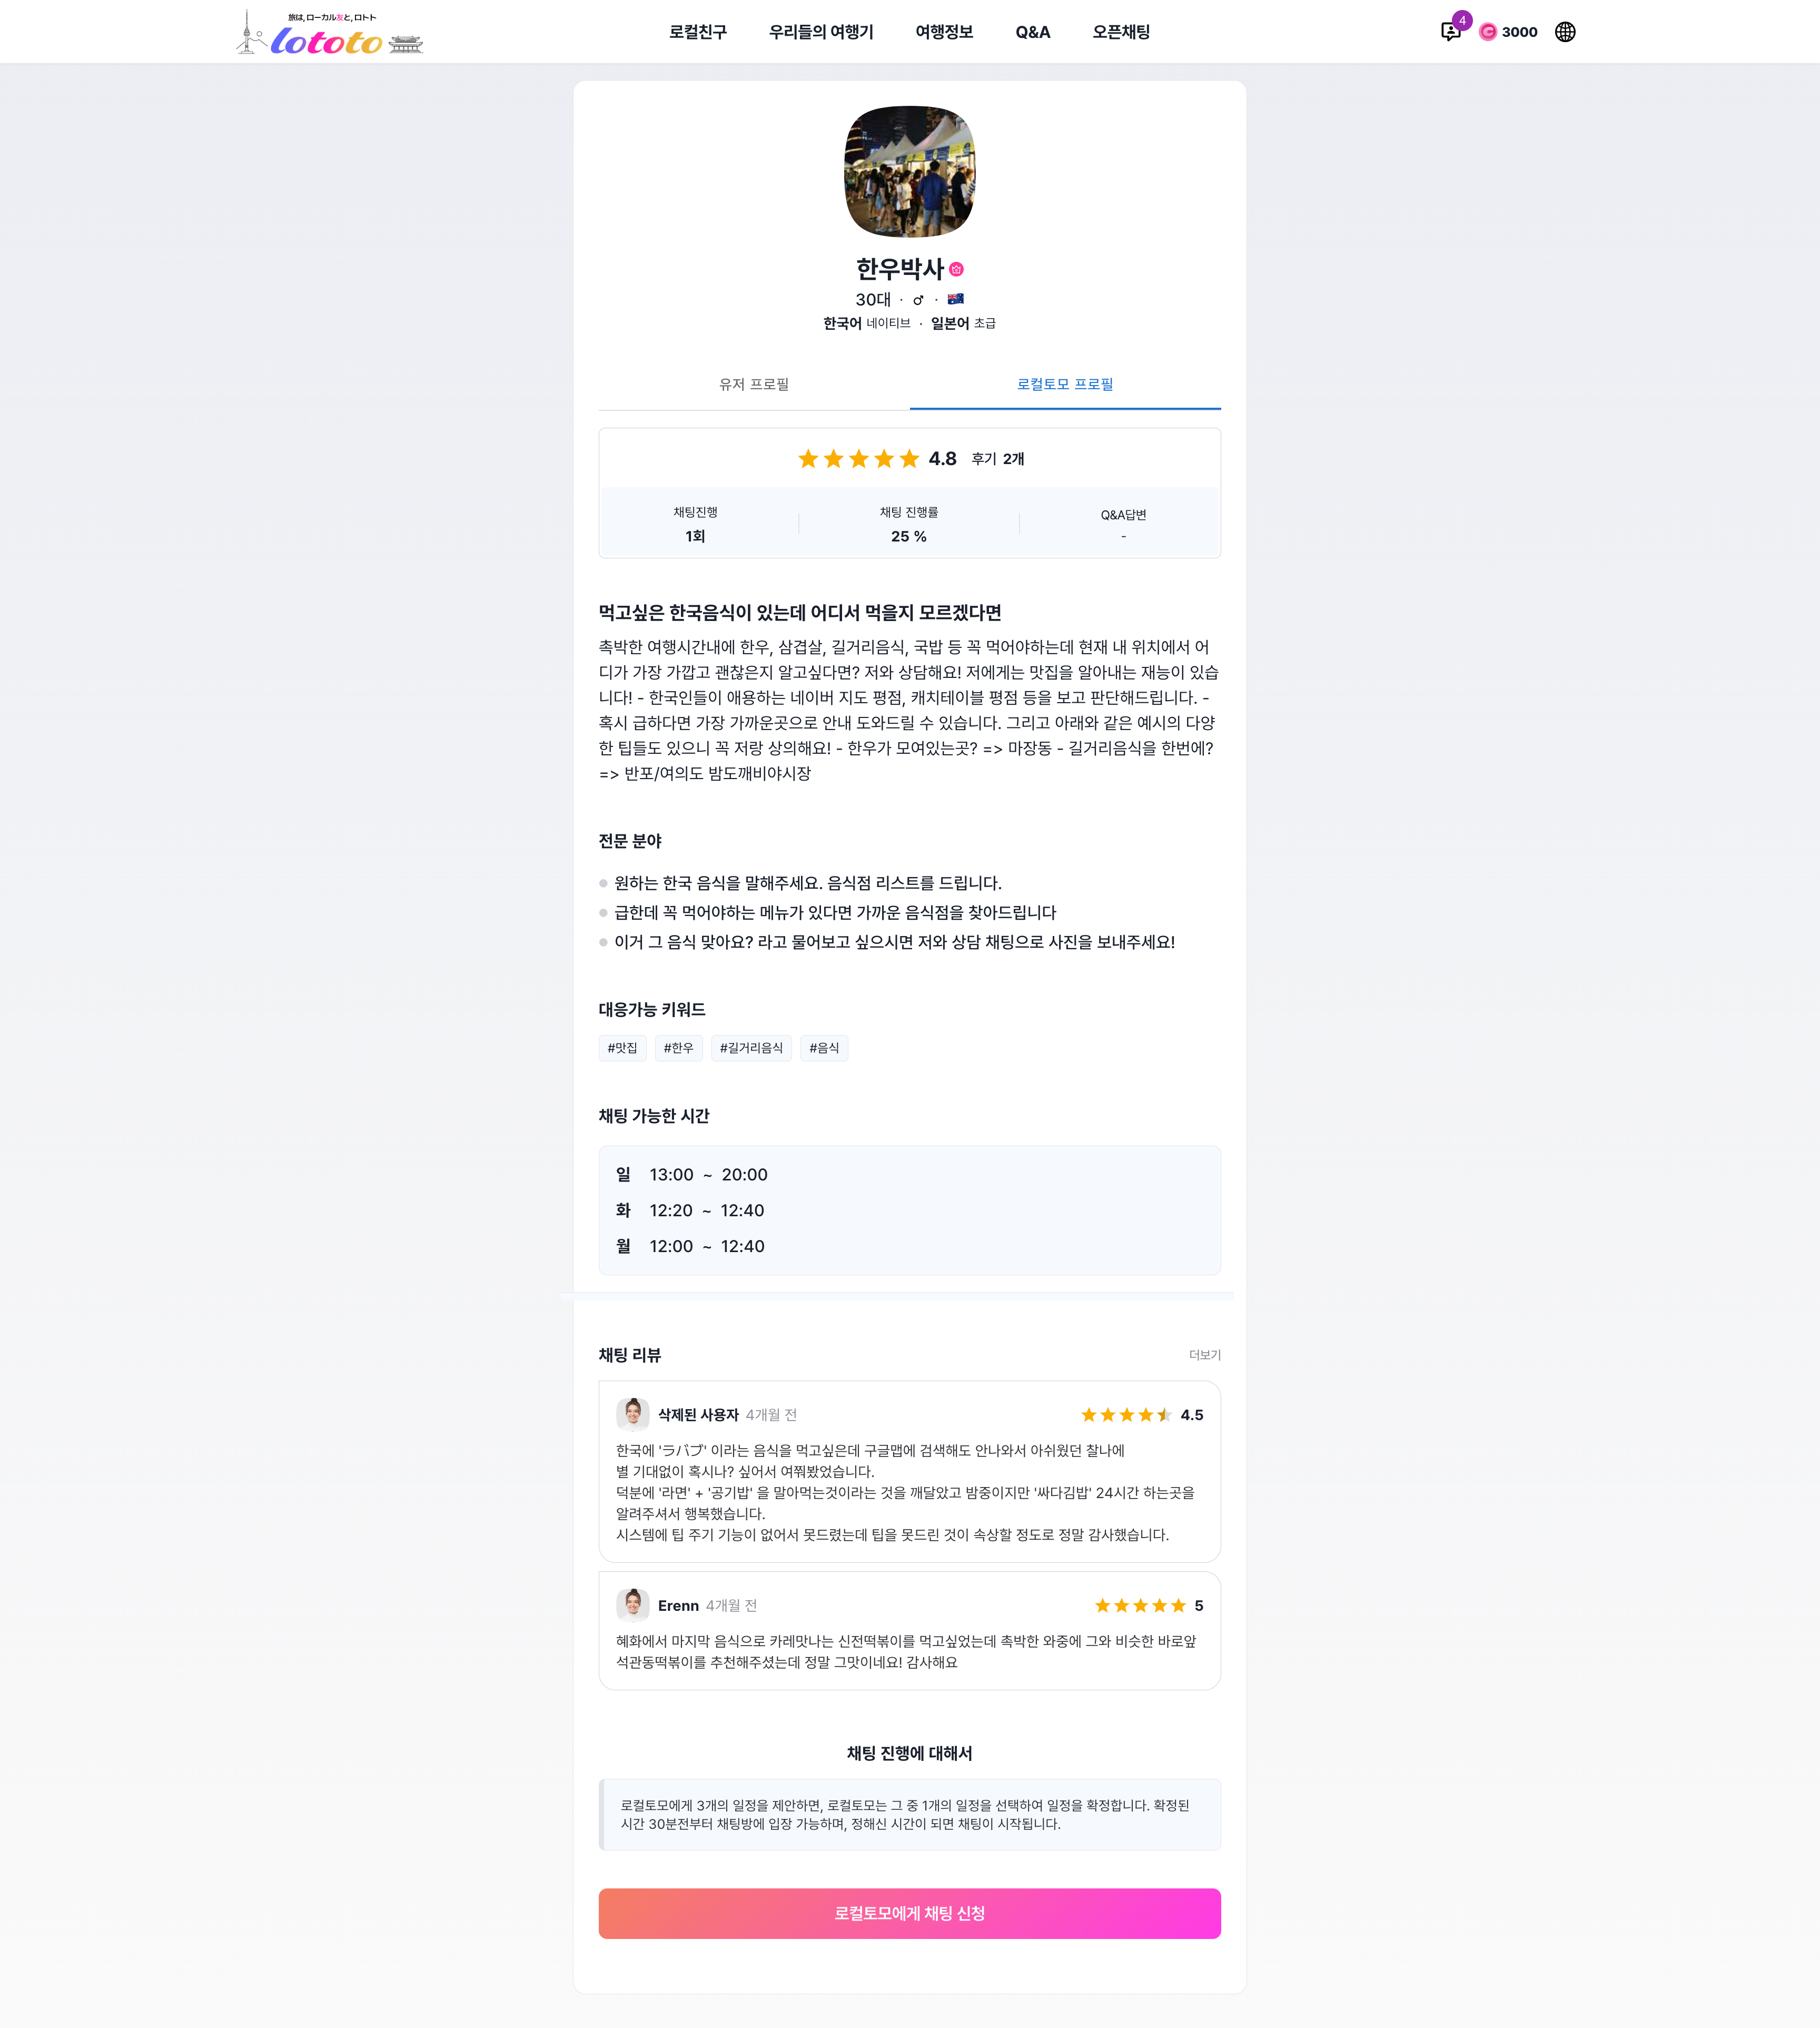 旅は, ローカル友と, ロトト
lototo
로컬친구
우리들의 여행기
여행정보
Q&A
오픈채팅
4
3000
한우박사
30대 · ♂ ·
한국어 네이티브 · 일본어 초급
유저 프로필
로컬토모 프로필
4.8 후기 2개
채팅진행
1회
채팅 진행률
25 %
Q&A답변
-
먹고싶은 한국음식이 있는데 어디서 먹을지 모르겠다면
촉박한 여행시간내에 한우, 삼겹살, 길거리음식, 국밥 등 꼭 먹어야하는데 현재 내 위치에서 어
디가 가장 가깝고 괜찮은지 알고싶다면? 저와 상담해요! 저에게는 맛집을 알아내는 재능이 있습
니다! - 한국인들이 애용하는 네이버 지도 평점, 캐치테이블 평점 등을 보고 판단해드립니다. -
혹시 급하다면 가장 가까운곳으로 안내 도와드릴 수 있습니다. 그리고 아래와 같은 예시의 다양
한 팁들도 있으니 꼭 저랑 상의해요! - 한우가 모여있는곳? => 마장동 - 길거리음식을 한번에?
=> 반포/여의도 밤도깨비야시장
전문 분야
원하는 한국 음식을 말해주세요. 음식점 리스트를 드립니다.
급한데 꼭 먹어야하는 메뉴가 있다면 가까운 음식점을 찾아드립니다
이거 그 음식 맞아요? 라고 물어보고 싶으시면 저와 상담 채팅으로 사진을 보내주세요!
대응가능 키워드
#맛집 #한우 #길거리음식 #음식
채팅 가능한 시간
일 13:00 ~ 20:00
화 12:20 ~ 12:40
월 12:00 ~ 12:40
채팅 리뷰
더보기
삭제된 사용자 4개월 전
4.5
한국에 'ラバブ' 이라는 음식을 먹고싶은데 구글맵에 검색해도 안나와서 아쉬웠던 찰나에
별 기대없이 혹시나? 싶어서 여쭤봤었습니다.
덕분에 '라면' + '공기밥' 을 말아먹는것이라는 것을 깨달았고 밤중이지만 '싸다김밥' 24시간 하는곳을
알려주셔서 행복했습니다.
시스템에 팁 주기 기능이 없어서 못드렸는데 팁을 못드린 것이 속상할 정도로 정말 감사했습니다.
Erenn 4개월 전
5
혜화에서 마지막 음식으로 카레맛나는 신전떡볶이를 먹고싶었는데 촉박한 와중에 그와 비슷한 바로앞
석관동떡볶이를 추천해주셨는데 정말 그맛이네요! 감사해요
채팅 진행에 대해서
로컬토모에게 3개의 일정을 제안하면, 로컬토모는 그 중 1개의 일정을 선택하여 일정을 확정합니다. 확정된
시간 30분전부터 채팅방에 입장 가능하며, 정해신 시간이 되면 채팅이 시작됩니다.
로컬토모에게 채팅 신청